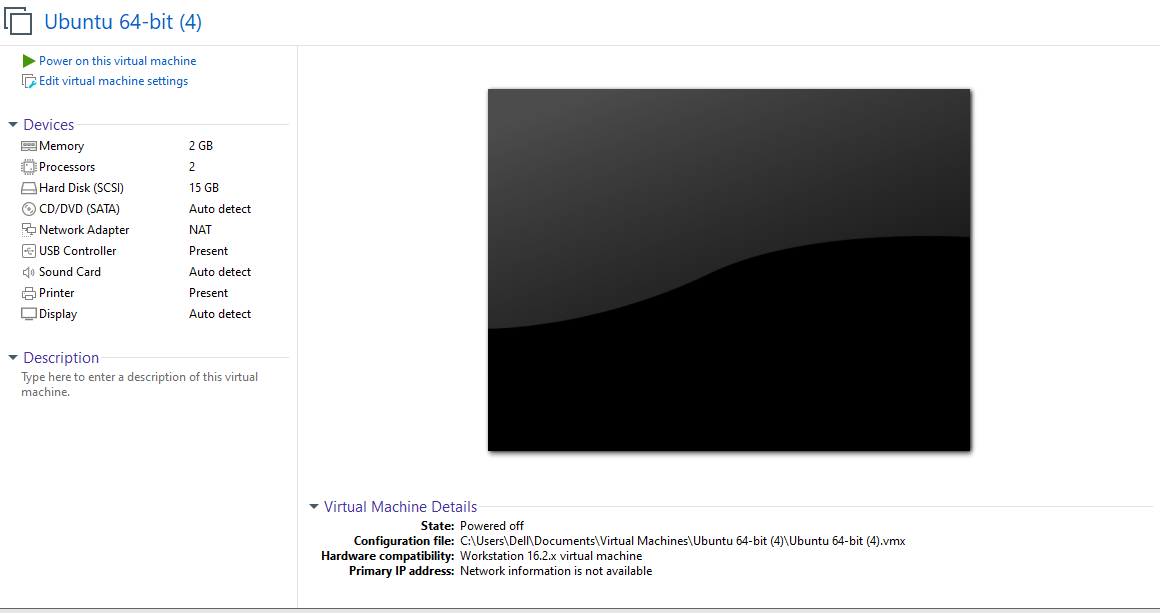 Ubuntu 64-bit (4)
Power on this virtual machine
Edit virtual machine settings
Devices
Memory 2 GB
Processors 2
Hard Disk (SCSI) 15 GB
CD/DVD (SATA) Auto detect
Network Adapter NAT
USB Controller Present
Sound Card Auto detect
Printer Present
Display Auto detect
Description
Type here to enter a description of this virtual
machine.
Virtual Machine Details
State: Powered off
Configuration file: C:\Users\Dell\Documents\Virtual Machines\Ubuntu 64-bit (4)\Ubuntu 64-bit (4).vmx
Hardware compatibility: Workstation 16.2.x virtual machine
Primary IP address: Network information is not available